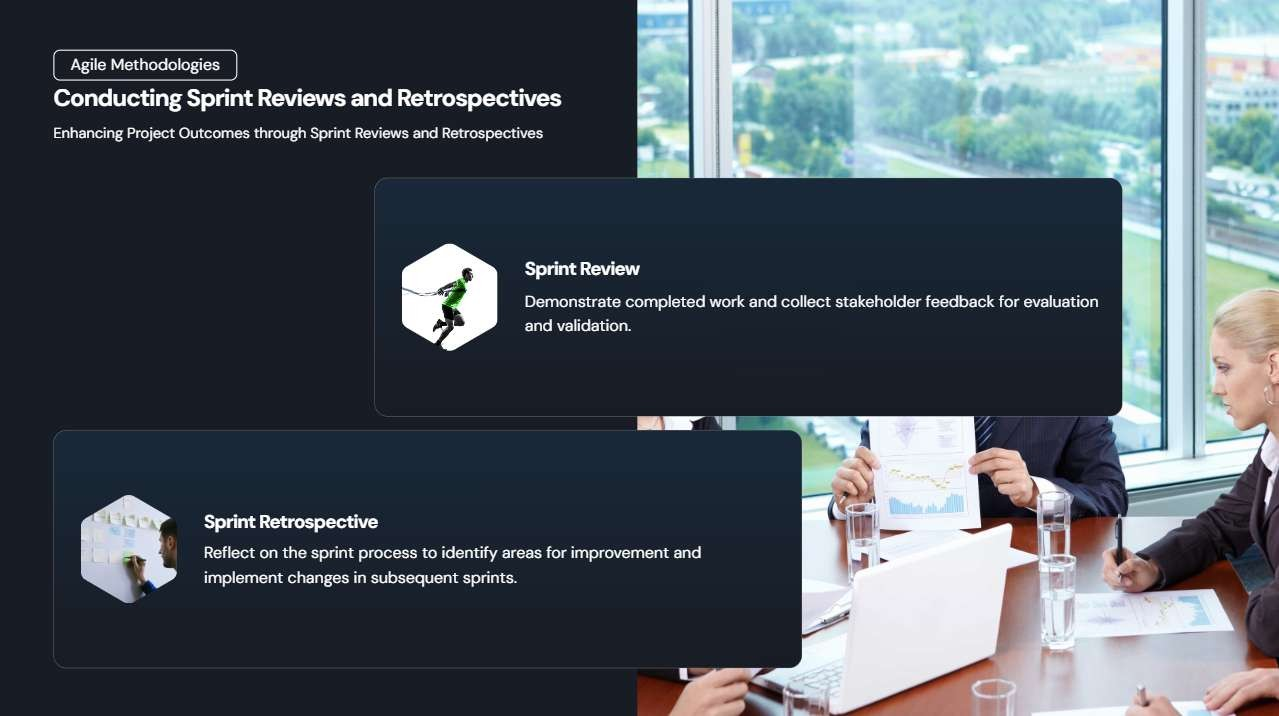 Agile Methodologies
Conducting Sprint Reviews and Retrospectives
Enhancing Project Outcomes through Sprint Reviews and Retrospectives
Sprint Review
Demonstrate completed work and collect stakeholder feedback for evaluation
and validation.
Sprint Retrospective
Reflect on the sprint process to identify areas for improvement and
implement changes in subsequent sprints.